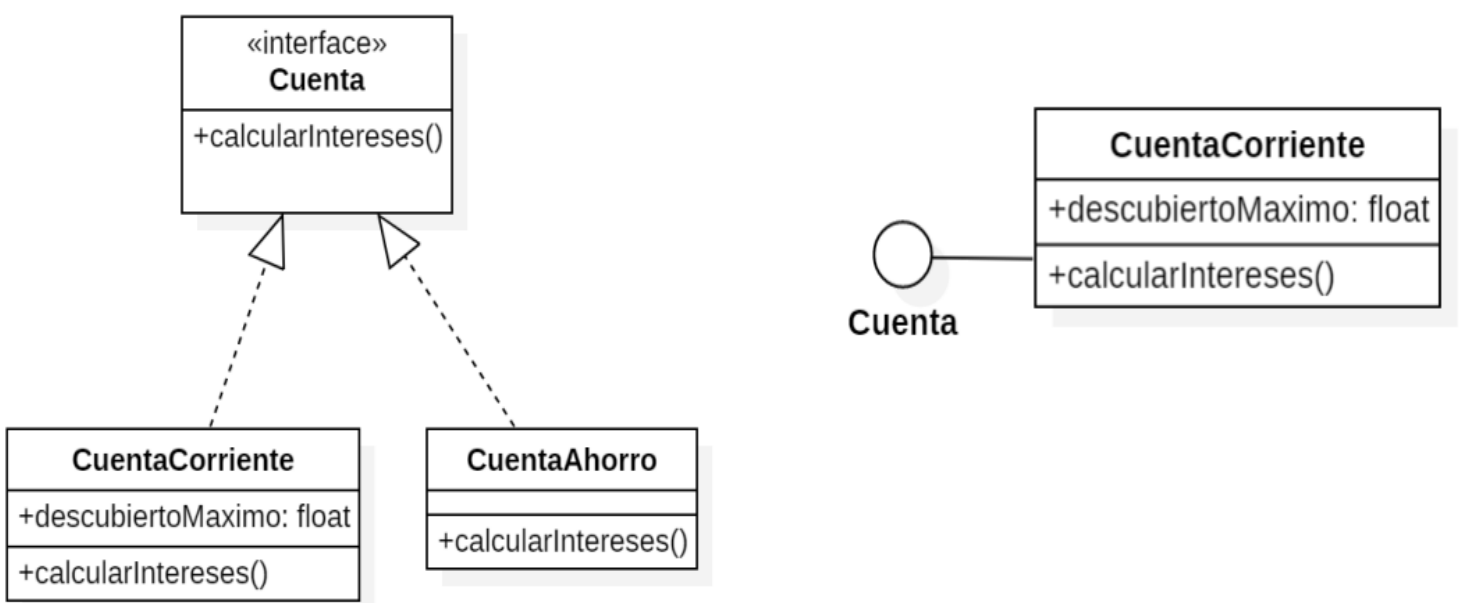 «interface»
Cuenta
+calcularIntereses()
CuentaCorriente
+descubiertoMaximo: float
+calcularIntereses()
CuentaAhorro
+calcularIntereses()
Cuenta
CuentaCorriente
+descubiertoMaximo: float
+calcularIntereses()